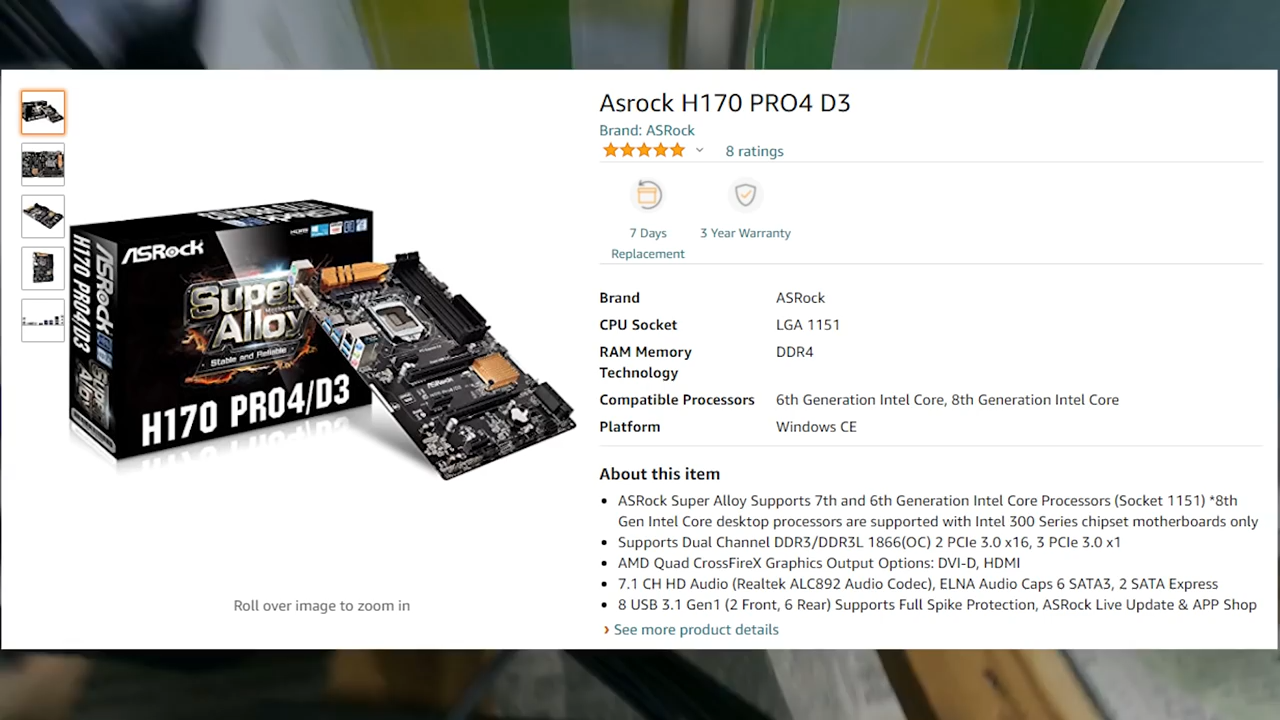 Asrock H170 PRO4 D3
Brand: ASRock
8 ratings
7 Days
Replacement
3 Year Warranty
ASRock
Super
Alloy
Stable and Reliable
H170 PRO4/D3
ASRock
H170 PRO4/D3
Brand ASRock
CPU Socket LGA 1151
RAM Memory DDR4
Technology
Compatible Processors 6th Generation Intel Core, 8th Generation Intel Core
Platform Windows CE
About this item
ASRock Super Alloy Supports 7th and 6th Generation Intel Core Processors (Socket 1151) *8th
Gen Intel Core desktop processors are supported with Intel 300 Series chipset motherboards only
Supports Dual Channel DDR3/DDR3L 1866(OC) 2 PCIe 3.0 x16, 3 PCIe 3.0 x1
AMD Quad CrossFireX Graphics Output Options: DVI-D, HDMI
7.1 CH HD Audio (Realtek ALC892 Audio Codec), ELNA Audio Caps 6 SATA3, 2 SATA Express
8 USB 3.1 Gen1 (2 Front, 6 Rear) Supports Full Spike Protection, ASRock Live Update & APP Shop
See more product details
Roll over image to zoom in